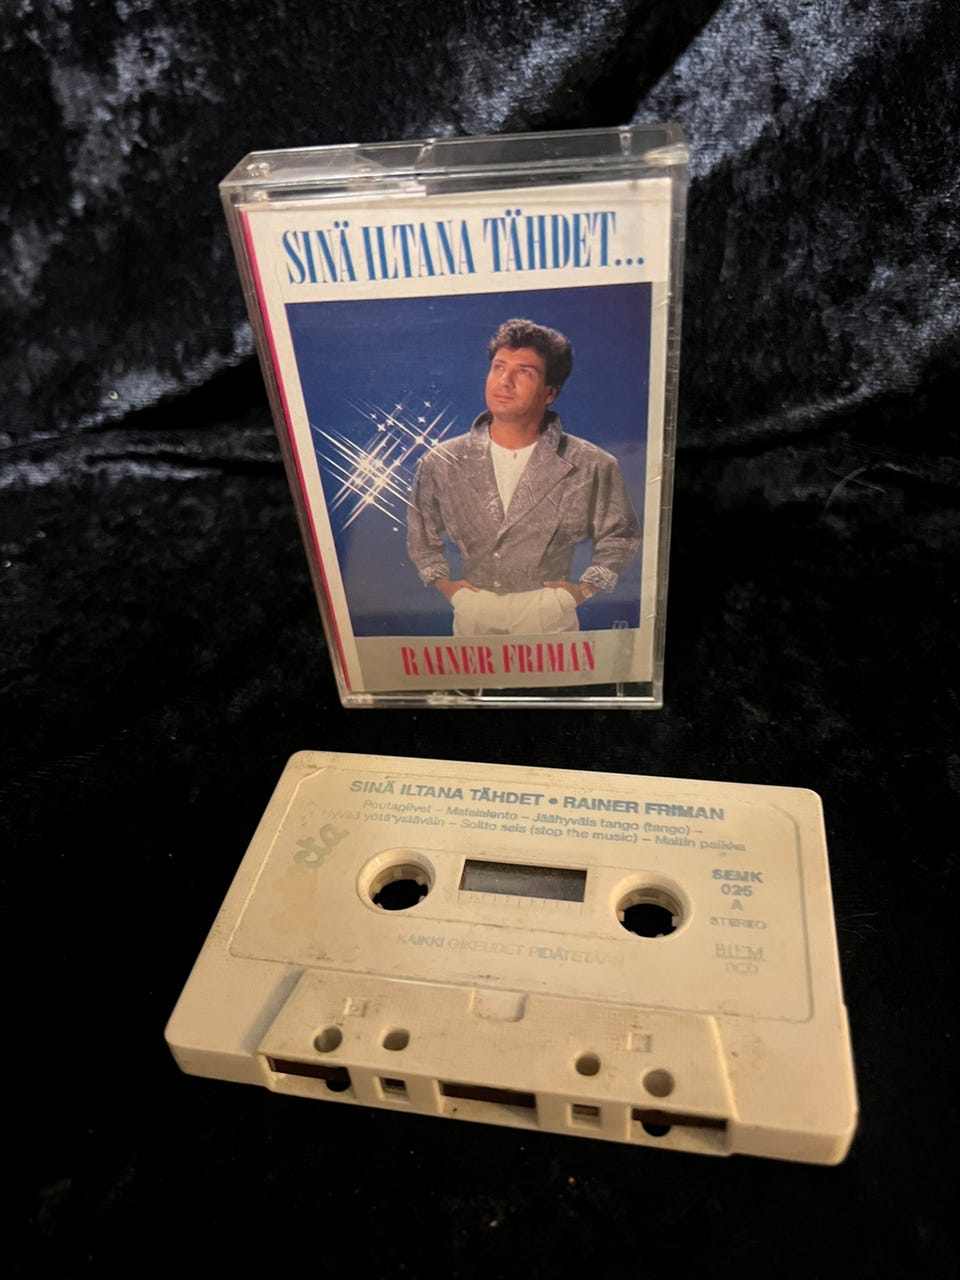 SINÄ ILTANA TÄHDET...
RAINER FRIMAN
SINÄ ILTANA TÄHDET • RAINER FRIMAN
Poutapilvet – Matalalento – Jäähyväis tango (tango) –
Hyvää yötä ystäväin – Soitto seis (stop the music) – Maltin paikka
SEMK
025
A
STEREO
BIEM
NCB
KAIKKI OIKEUDET PIDÄTETÄÄN